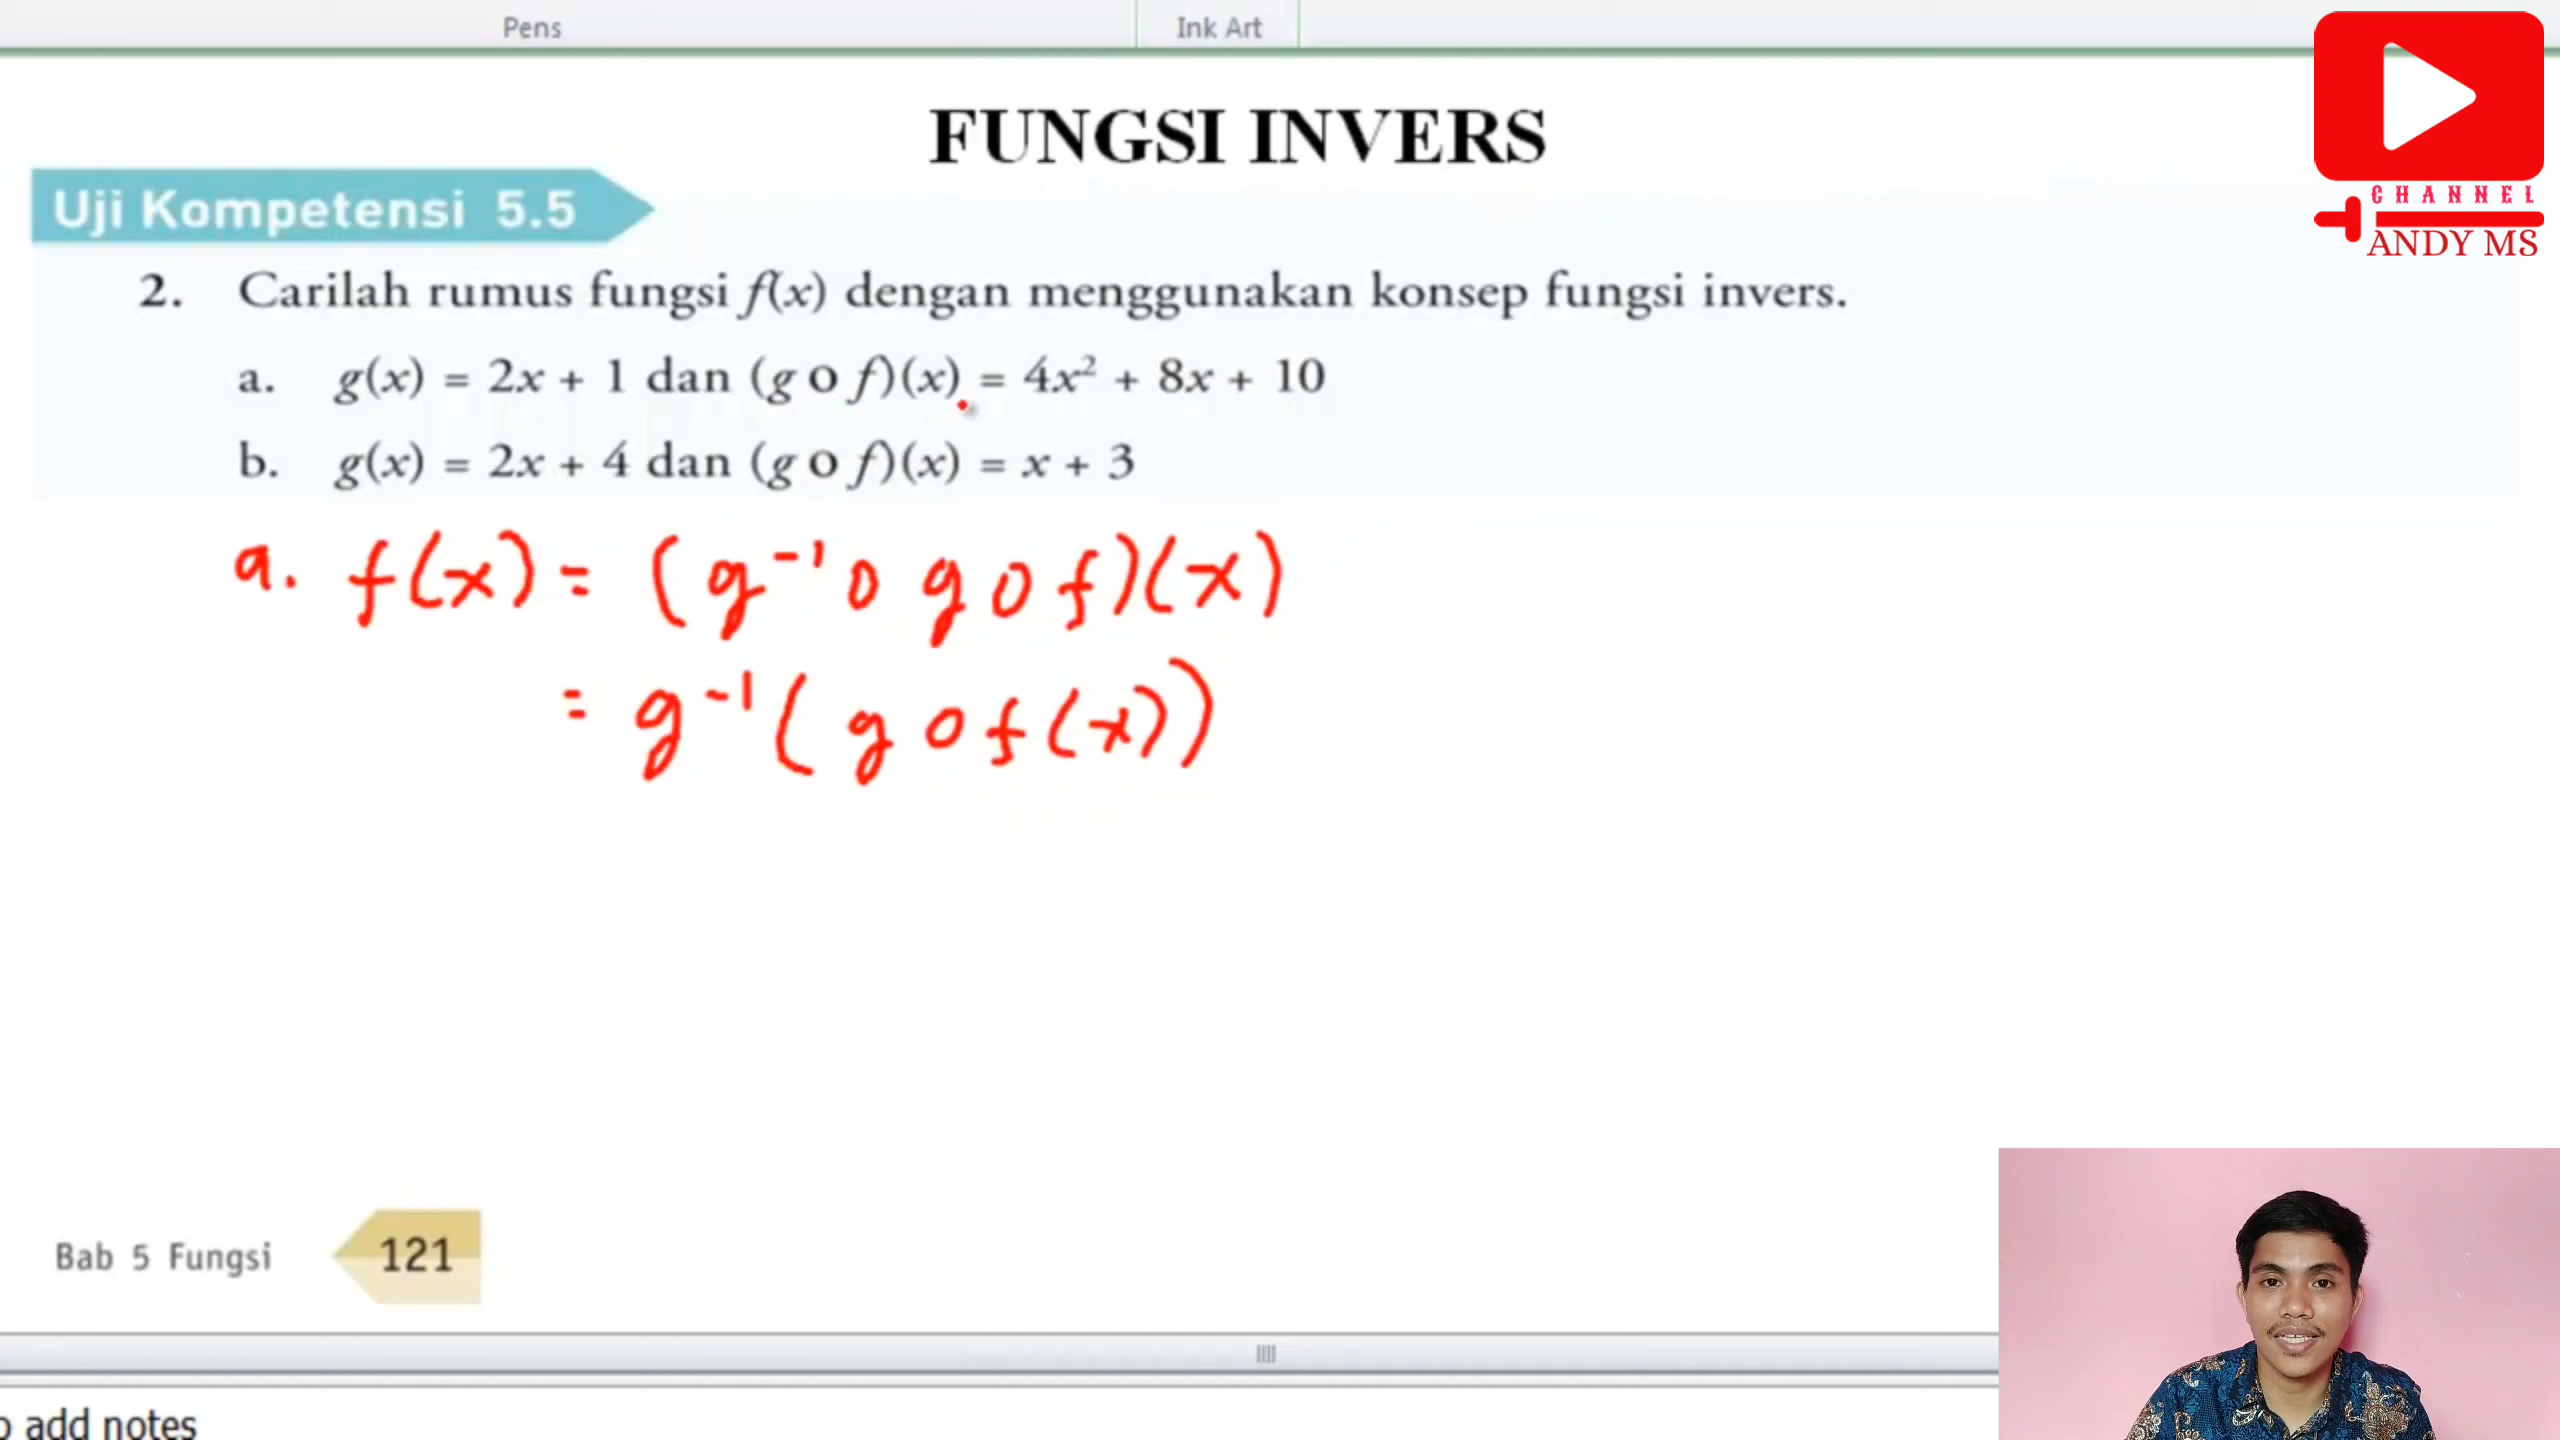 Pens
Ink Art
FUNGSI INVERS
CHANNEL
ANDY MS
Uji Kompetensi 5.5
2. Carilah rumus fungsi f(x) dengan menggunakan konsep fungsi invers.
a. g(x) = 2x + 1 dan (g o f)(x) = 4x² + 8x + 10
b. g(x) = 2x + 4 dan (g o f)(x) = x + 3
a. f(x) = (g⁻¹ o g o f)(x)
= g⁻¹(g o f(x))
Bab 5 Fungsi
121
add notes